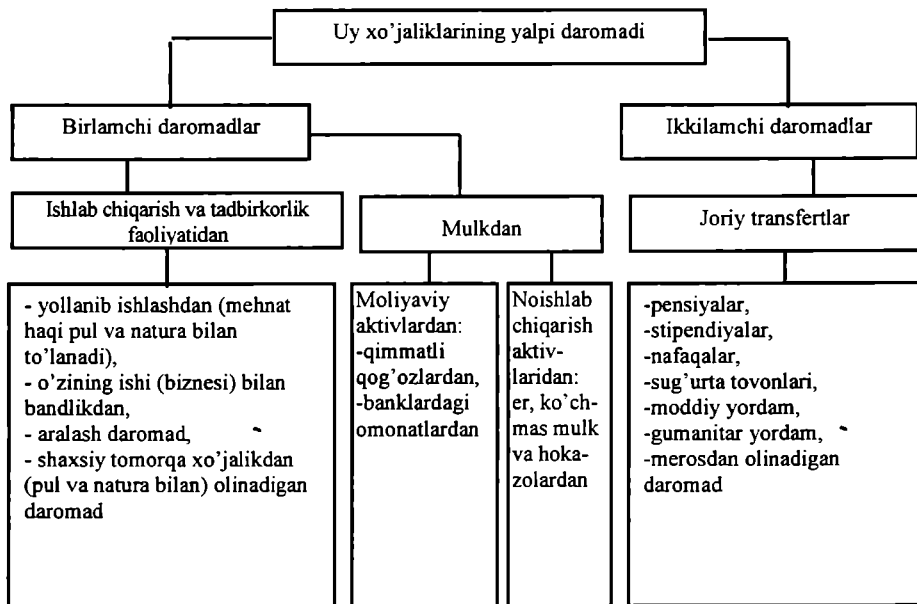 Uy xo'jaliklarining yalpi daromadi
Birlamchi daromadlar
Ikkilamchi daromadlar
Ishlab chiqarish va tadbirkorlik
faoliyatidan
Mulkdan
Joriy transfertlar
- yollanib ishlashdan (mehnat
haqi pul va natura bilan
to'lanadi),
- o'zining ishi (biznesi) bilan
bandlikdan,
- aralash daromad,
- shaxsiy tomorqa xo'jalikdan
(pul va natura bilan) olinadigan
daromad
Moliyaviy
aktivlardan:
-qimmatli
qog'ozlardan,
-banklardagi
omonatlardan
Noishlab
chiqarish
aktiv-
laridan:
er, ko'ch-
mas mulk
va hoka-
zolardan
-pensiyalar,
-stipendiyalar,
-nafaqalar,
-sug'urta tovonlari,
-moddiy yordam,
-gumanitar yordam,
-merosdan olinadigan
daromad